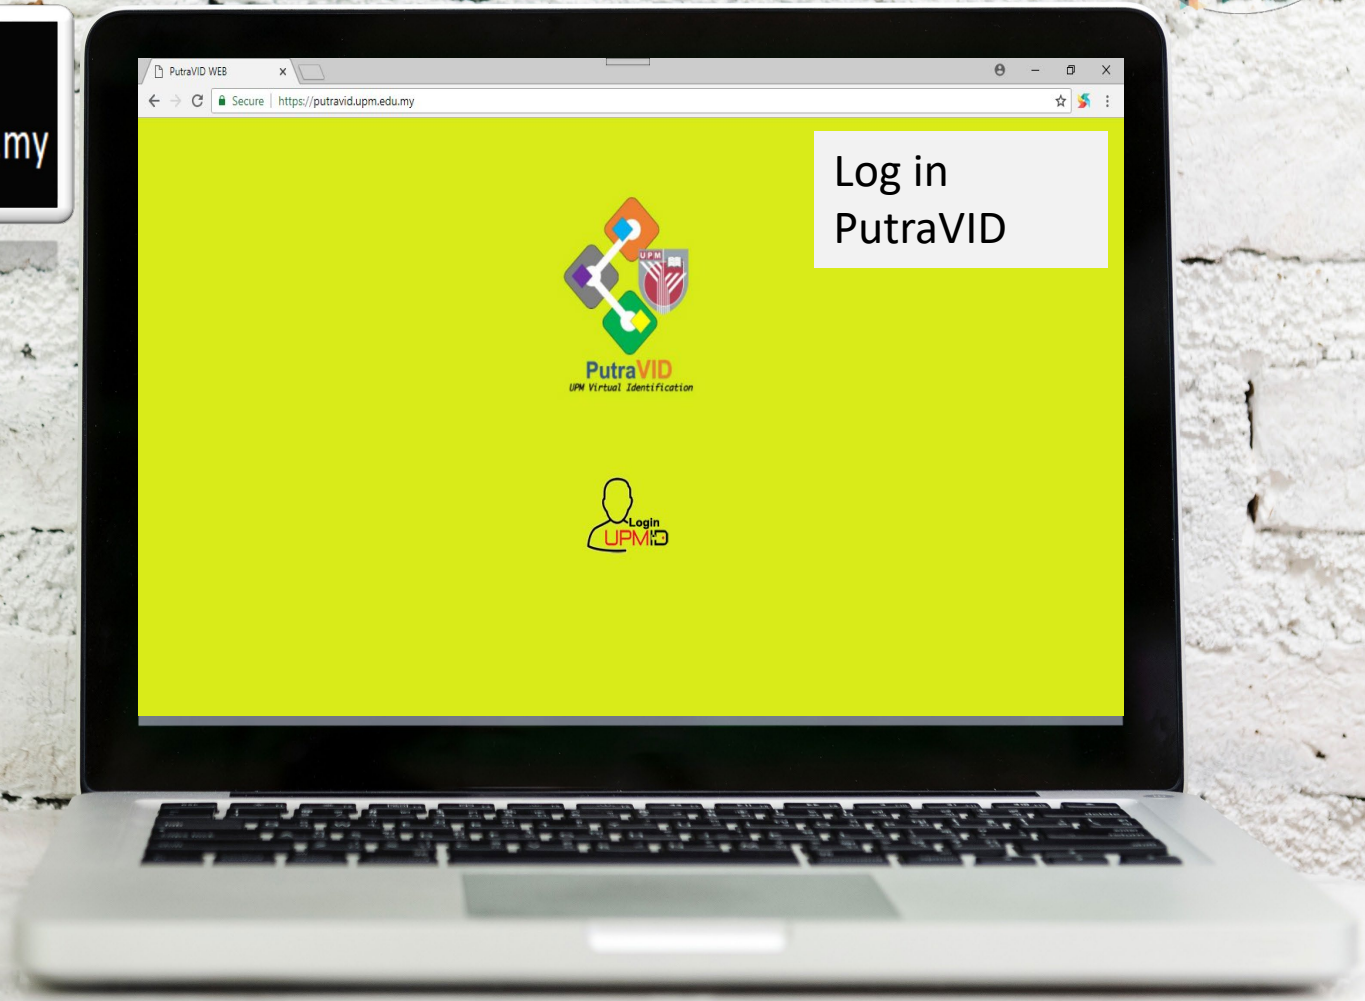 my
PutraVID WEB
Secure | https://putravid.upm.edu.my
Log in
PutraVID
UPM
PutraVID
UPM Virtual Identification
Login
UPMID